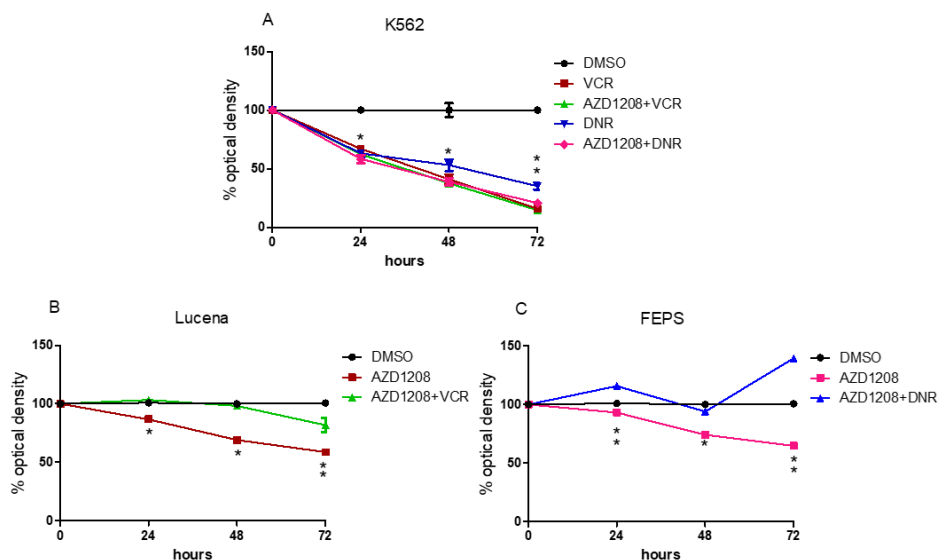 A
K562
150
100
50
0
% optical density
*
*
*
*
0
24
48
72
hours
DMSO
VCR
AZD1208+VCR
DNR
AZD1208+DNR
B
Lucena
150
100
50
0
% optical density
*
*
*
*
0
24
48
72
hours
DMSO
AZD1208
AZD1208+VCR
C
FEPS
150
100
50
0
% optical density
*
*
*
*
*
0
24
48
72
hours
DMSO
AZD1208
AZD1208+DNR